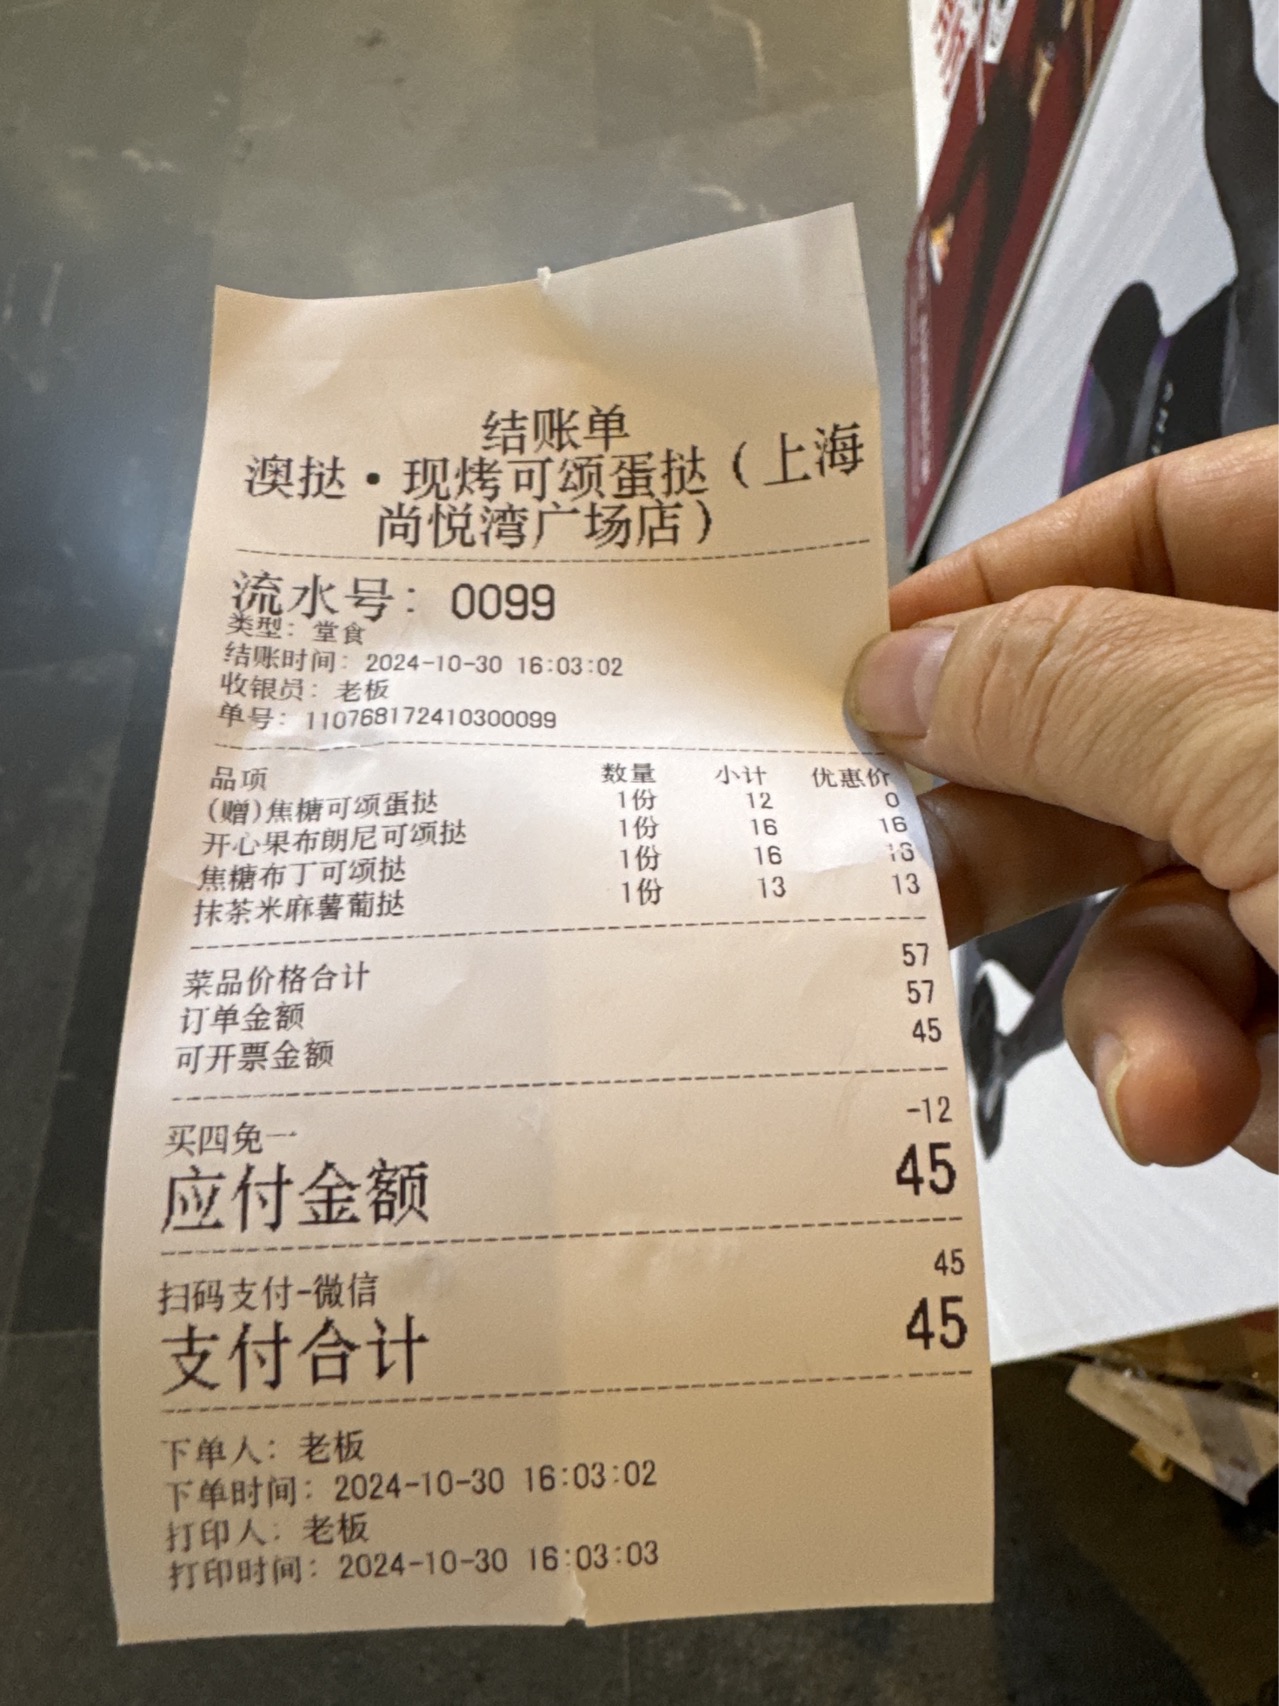 结账单
澳挞·现烤可颂蛋挞（上海
尚悦湾广场店）
流水号： 0099
类型：堂食
结账时间：2024-10-30 16:03:02
收银员：老板
单号：110768172410300099
品项 数量 小计 优惠价
(赠)焦糖可颂蛋挞 1份 12 0
开心果布朗尼可颂挞 1份 16 16
焦糖布丁可颂挞 1份 16 16
抹茶米麻薯葡挞 1份 13 13
菜品价格合计 57
订单金额 57
可开票金额 45
买四免一 -12
应付金额 45
扫码支付-微信 45
支付合计 45
下单人：老板
下单时间：2024-10-30 16:03:02
打印人：老板
打印时间：2024-10-30 16:03:03